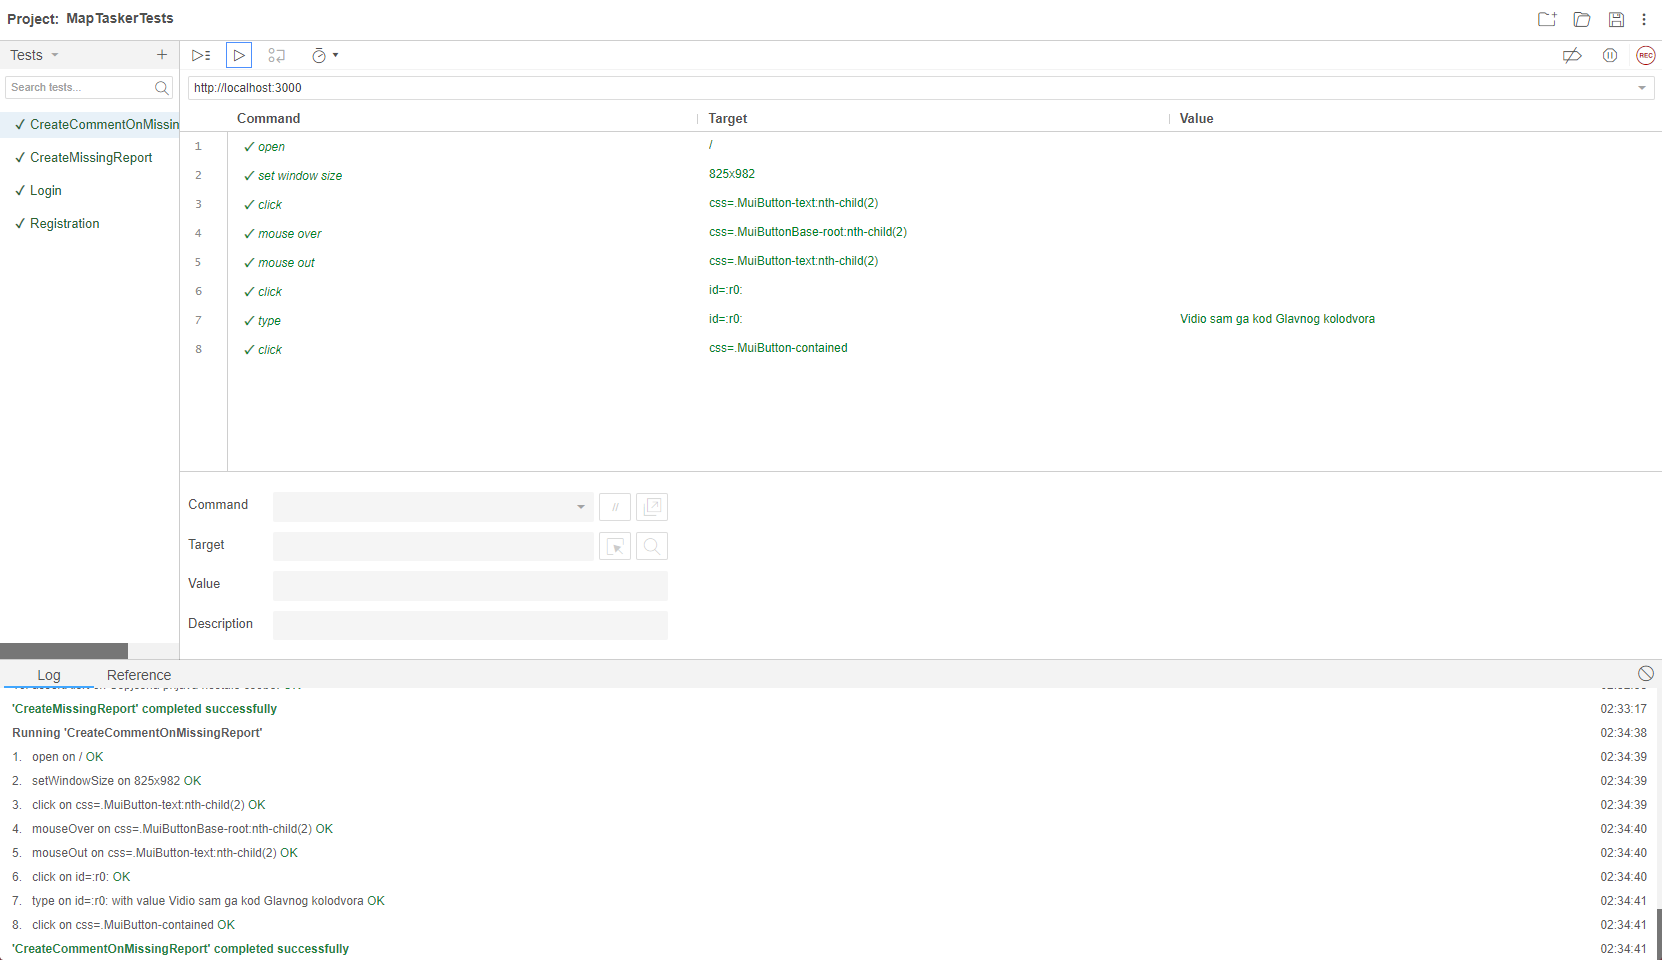 Project: MapTaskerTests
Tests
Search tests...
CreateCommentOnMissin
CreateMissingReport
Login
Registration
REC
http://localhost:3000
Command Target Value
1 open /
2 set window size 825x982
3 click css=.MuiButton-text:nth-child(2)
4 mouse over css=.MuiButtonBase-root:nth-child(2)
5 mouse out css=.MuiButton-text:nth-child(2)
6 click id=:r0:
7 type id=:r0: Vidio sam ga kod Glavnog kolodvora
8 click css=.MuiButton-contained
Command //
Target
Value
Description
Log Reference
'CreateMissingReport' completed successfully 02:33:17
Running 'CreateCommentOnMissingReport' 02:34:38
1. open on / OK 02:34:39
2. setWindowSize on 825x982 OK 02:34:39
3. click on css=.MuiButton-text:nth-child(2) OK 02:34:39
4. mouseOver on css=.MuiButtonBase-root:nth-child(2) OK 02:34:40
5. mouseOut on css=.MuiButton-text:nth-child(2) OK 02:34:40
6. click on id=:r0: OK 02:34:40
7. type on id=:r0: with value Vidio sam ga kod Glavnog kolodvora OK 02:34:41
8. click on css=.MuiButton-contained OK 02:34:41
'CreateCommentOnMissingReport' completed successfully 02:34:41